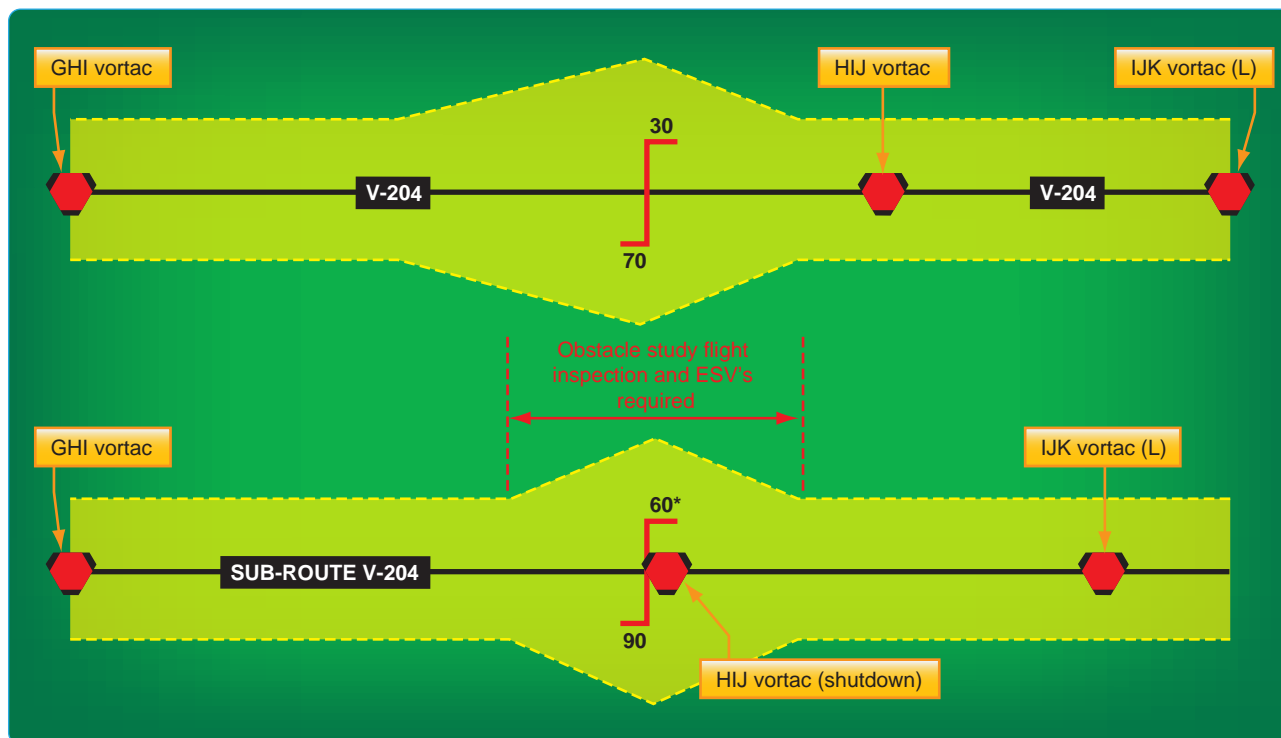 GHI vortac
HIJ vortac
IJK vortac (L)
30
V-204
V-204
70
Obstacle study flight
inspection and ESV's
required
GHI vortac
IJK vortac (L)
60*
SUB-ROUTE V-204
90
HIJ vortac (shutdown)